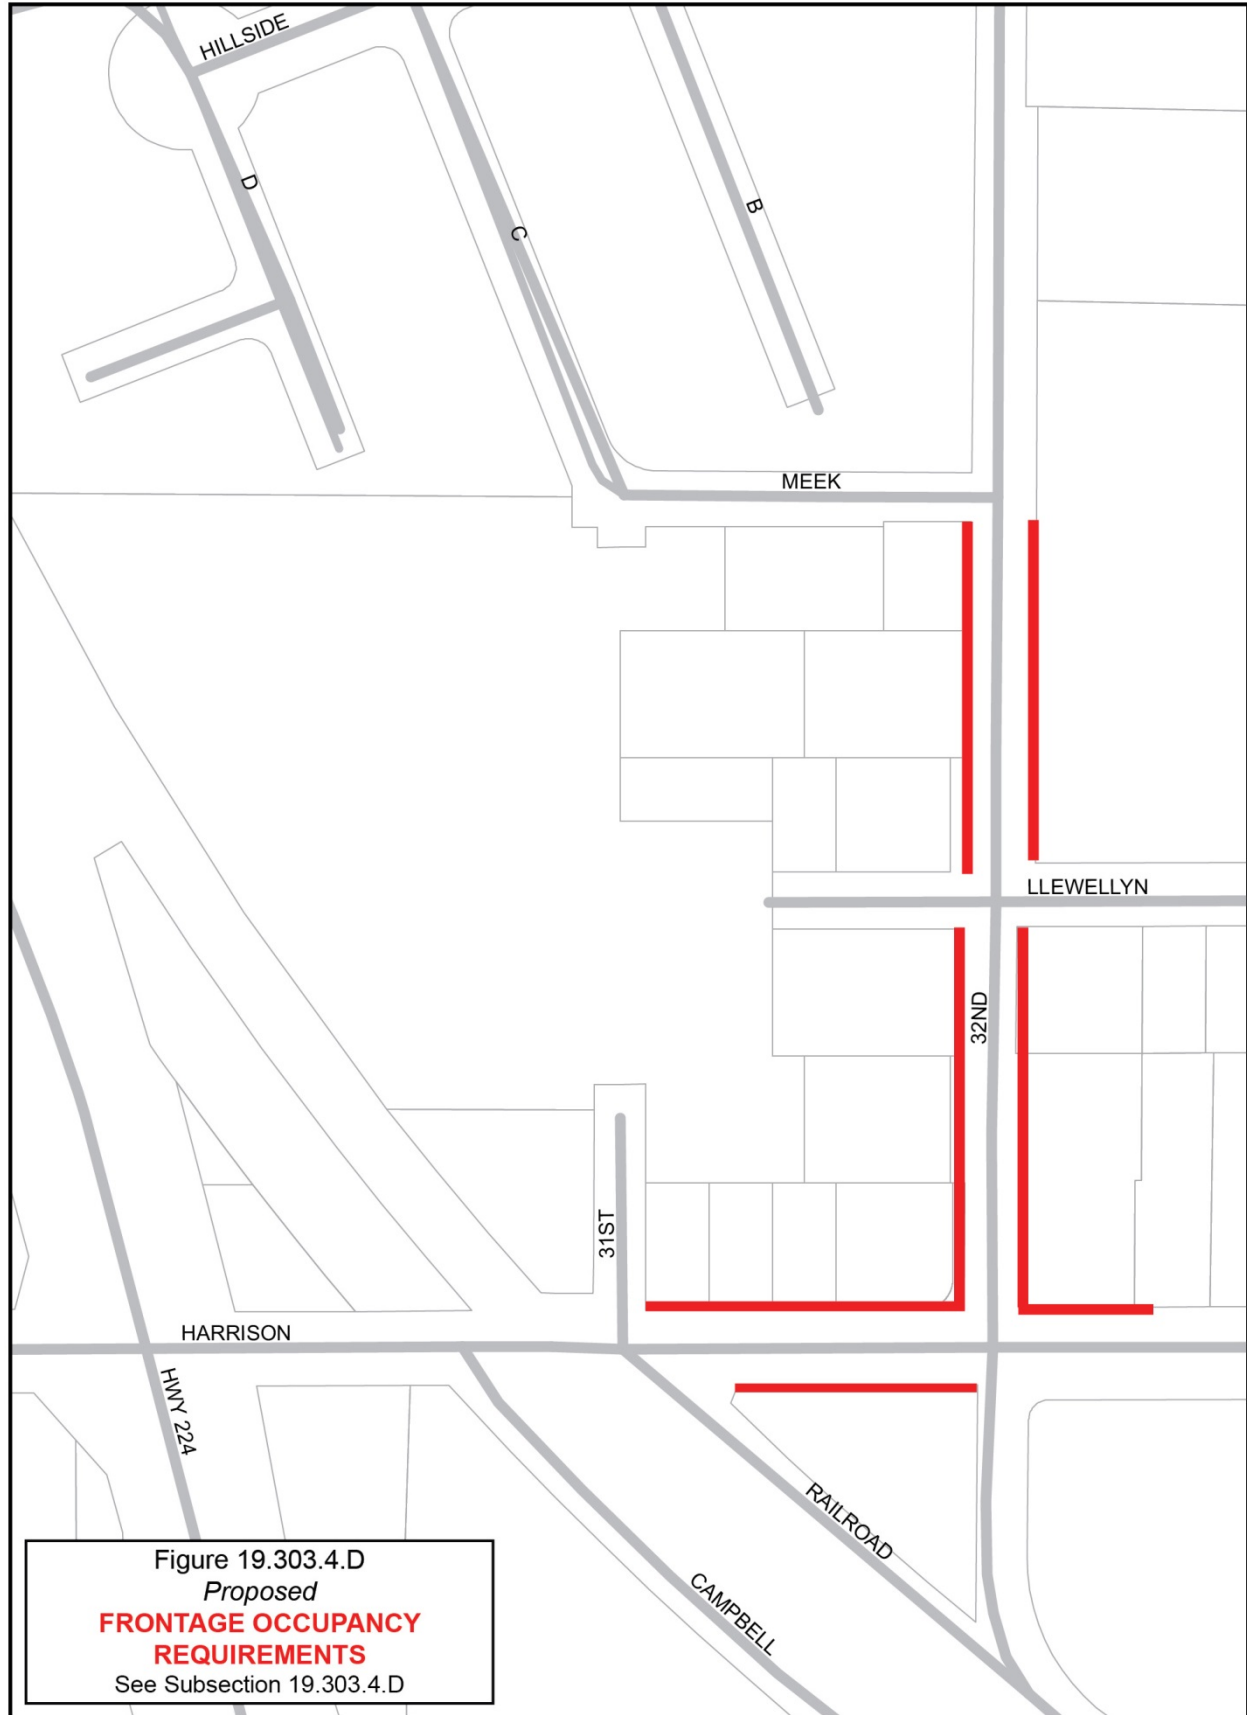 HILLSIDE
D
C
B
MEEK
LLEWELLYN
32ND
31ST
HARRISON
HWY 224
RAILROAD
CAMPBELL
Figure 19.303.4.D
Proposed
FRONTAGE OCCUPANCY
REQUIREMENTS
See Subsection 19.303.4.D